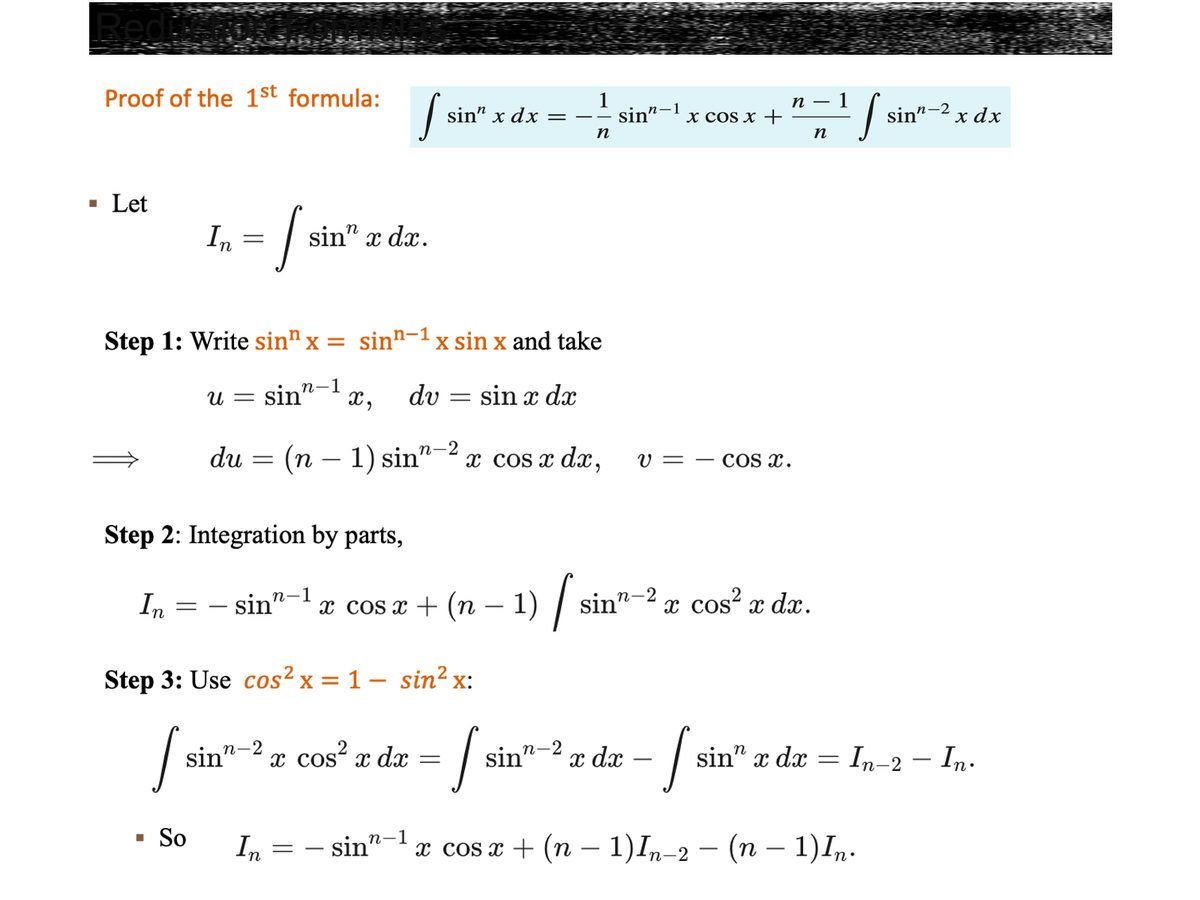 Reduction Formulas
Proof of the 1st formula: ∫ sinⁿ x dx = −1/n sinⁿ⁻¹ x cos x + (n − 1)/n ∫ sinⁿ⁻² x dx
▪ Let
Iₙ = ∫ sinⁿ x dx.
Step 1: Write sinⁿ x = sinⁿ⁻¹ x sin x and take
u = sinⁿ⁻¹ x, dv = sin x dx
⟹ du = (n − 1) sinⁿ⁻² x cos x dx, v = − cos x.
Step 2: Integration by parts,
Iₙ = − sinⁿ⁻¹ x cos x + (n − 1) ∫ sinⁿ⁻² x cos² x dx.
Step 3: Use cos² x = 1 − sin² x:
∫ sinⁿ⁻² x cos² x dx = ∫ sinⁿ⁻² x dx − ∫ sinⁿ x dx = Iₙ₋₂ − Iₙ.
▪ So Iₙ = − sinⁿ⁻¹ x cos x + (n − 1)Iₙ₋₂ − (n − 1)Iₙ.